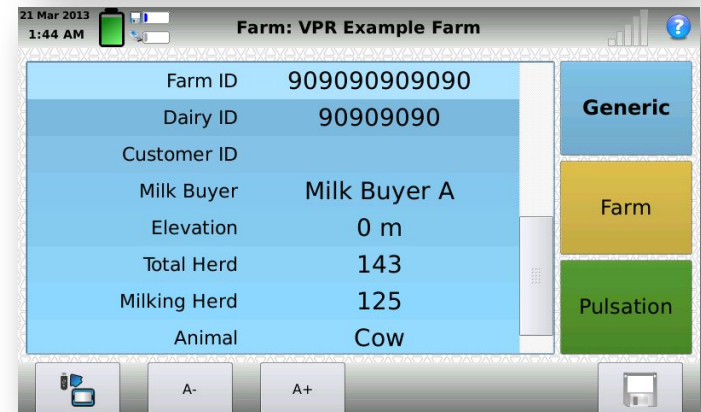 21 Mar 2013
1:44 AM
Farm: VPR Example Farm
?
Farm ID 909090909090
Dairy ID 90909090
Customer ID
Milk Buyer Milk Buyer A
Elevation 0 m
Total Herd 143
Milking Herd 125
Animal Cow
Generic
Farm
Pulsation
A-
A+